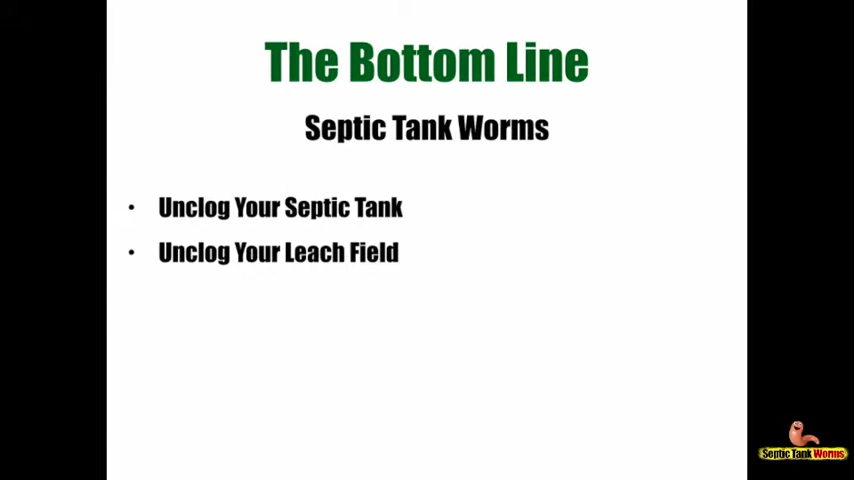 The Bottom Line
Septic Tank Worms
• Unclog Your Septic Tank
• Unclog Your Leach Field
Septic Tank Worms